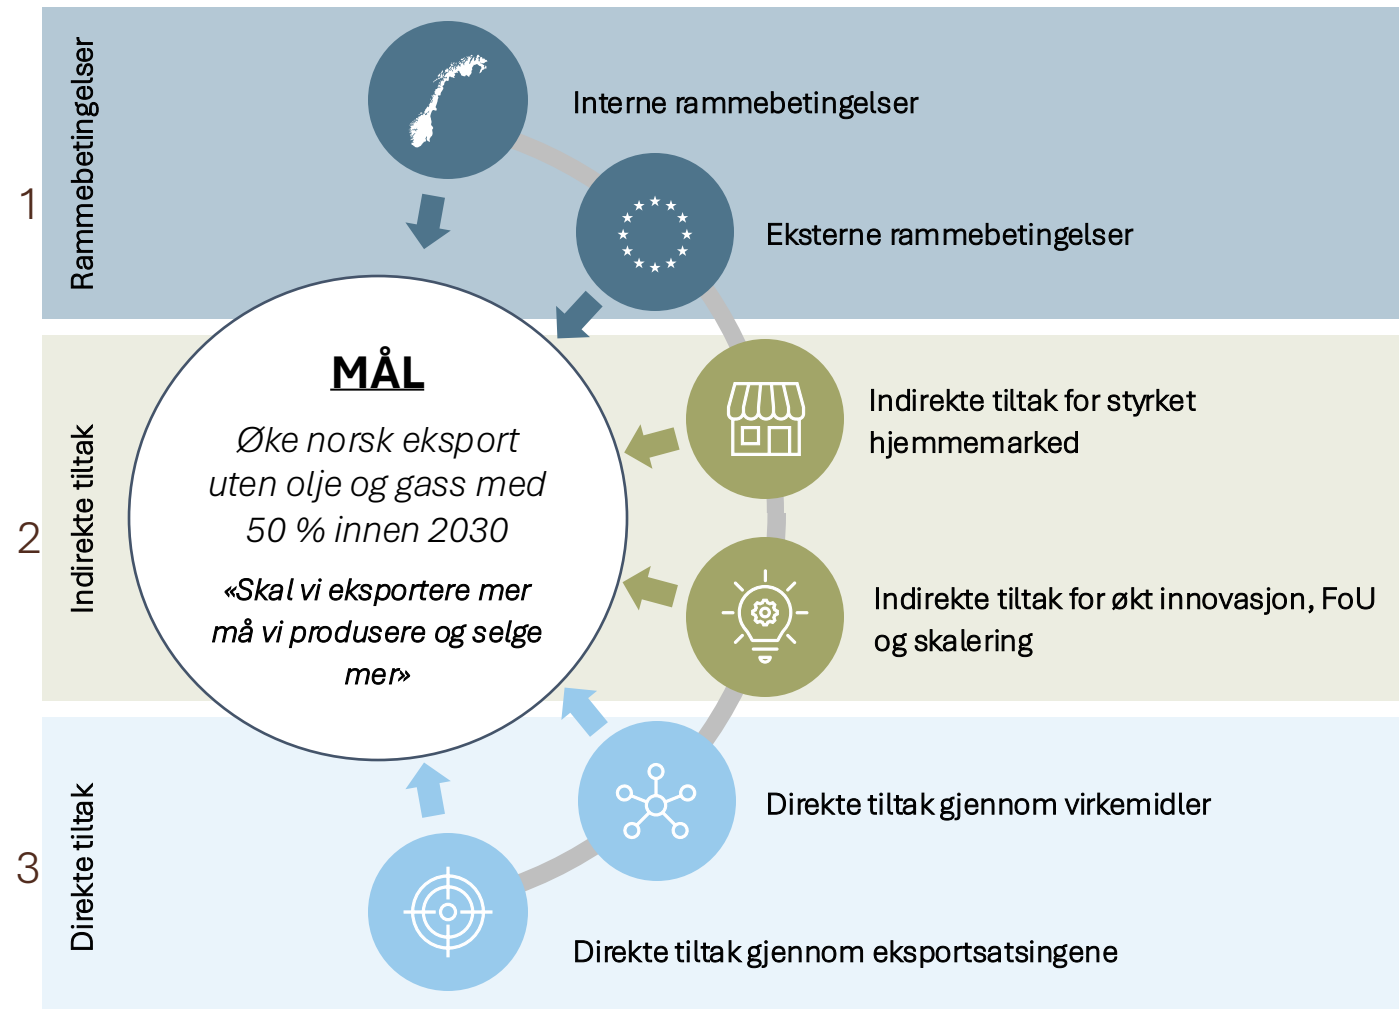 1
Rammebetingelser
Interne rammebetingelser
Eksterne rammebetingelser
MÅL
Øke norsk eksport
uten olje og gass med
50 % innen 2030
«Skal vi eksportere mer
må vi produsere og selge
mer»
2
Indirekte tiltak
Indirekte tiltak for styrket
hjemmemarked
Indirekte tiltak for økt innovasjon, FoU
og skalering
3
Direkte tiltak
Direkte tiltak gjennom virkemidler
Direkte tiltak gjennom eksportsatsingene